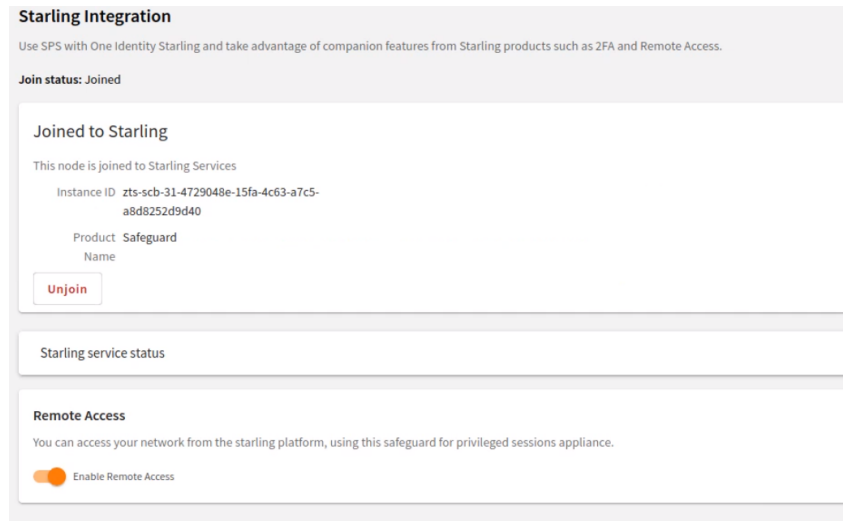 Starling Integration
Use SPS with One Identity Starling and take advantage of companion features from Starling products such as 2FA and Remote Access.
Join status: Joined
Joined to Starling
This node is joined to Starling Services
Instance ID zts-scb-31-4729048e-15fa-4c63-a7c5-
a8d8252d9d40
Product Safeguard
Name
Unjoin
Starling service status
Remote Access
You can access your network from the starling platform, using this safeguard for privileged sessions appliance.
Enable Remote Access